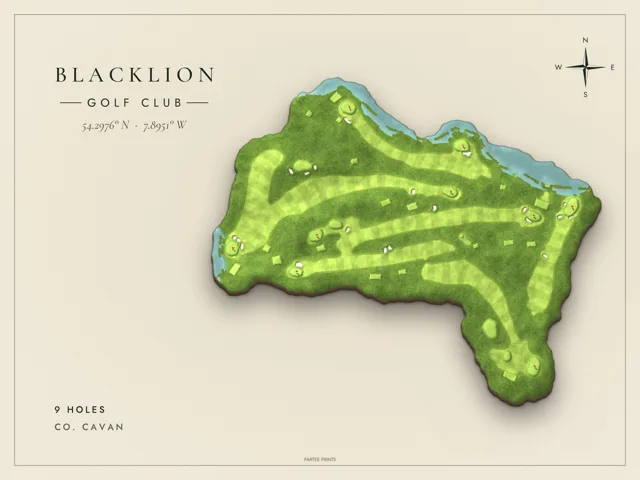 BLACKLION
GOLF CLUB
54.2976° N · 7.8951° W
N
W E
S
9 HOLES
CO. CAVAN
PARTEE PRINTS